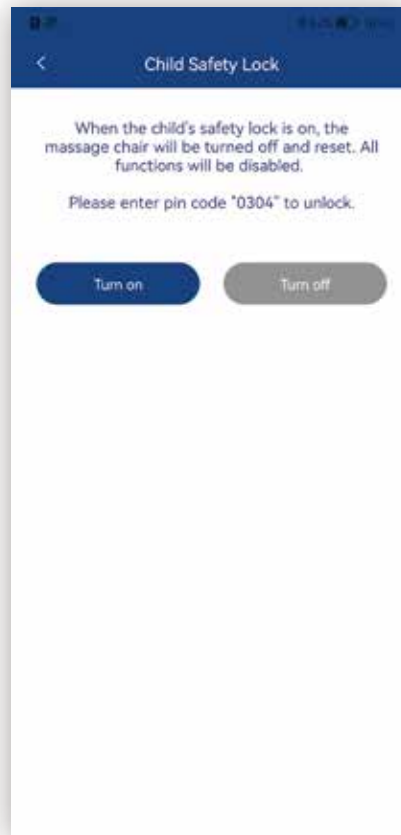 Child Safety Lock
When the child's safety lock is on, the
massage chair will be turned off and reset. All
functions will be disabled.
Please enter pin code "0304" to unlock.
Turn on
Turn off